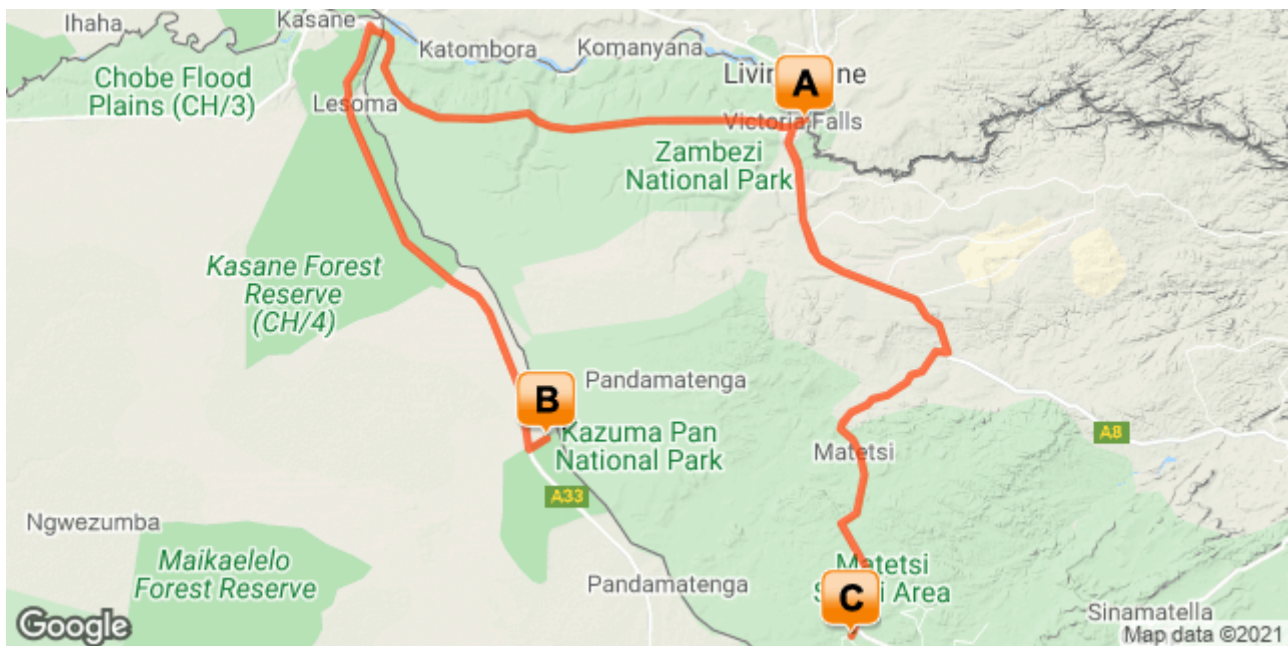 Ihaha
Kasane
Katombora
Komanyana
A
Chobe Flood
Plains (CH/3)
Lesoma
Victoria Falls
Zambezi
National Park
Kasane Forest
Reserve
(CH/4)
Pandamatenga
B
Kazuma Pan
National Park
A33
A8
Matetsi
Ngwezumba
Maikaelelo
Forest Reserve
Pandamatenga
C
Area
Sinamatella
Google
Map data ©2021